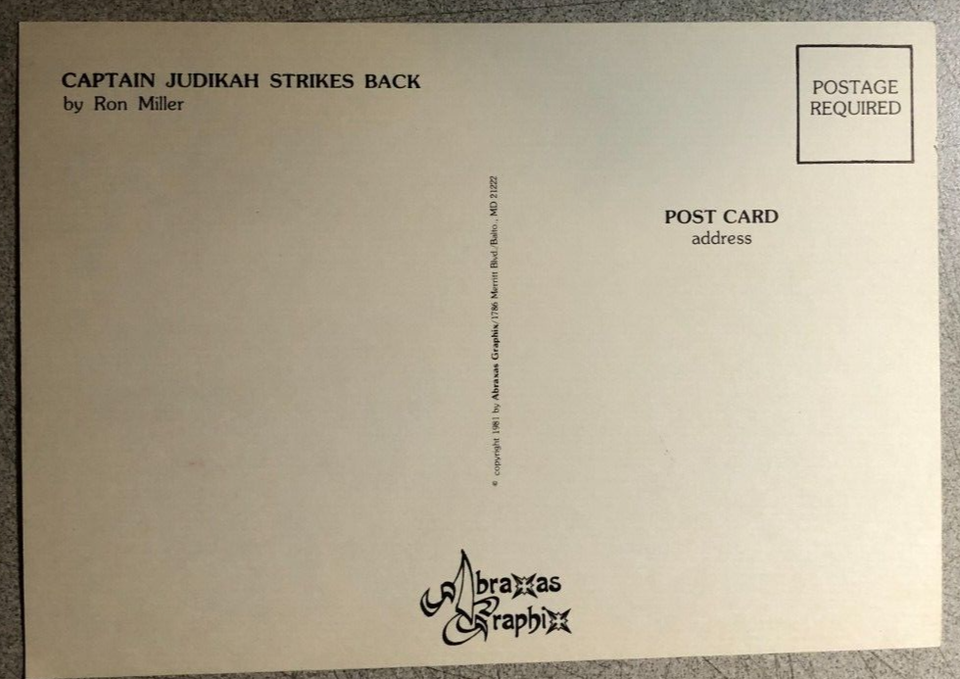 CAPTAIN JUDIKAH STRIKES BACK
by Ron Miller
POSTAGE
REQUIRED
POST CARD
address
© copyright 1981 by Abraxas Graphix/1786 Merritt Blvd./Balto., MD 21222
Abraxas
Graphix